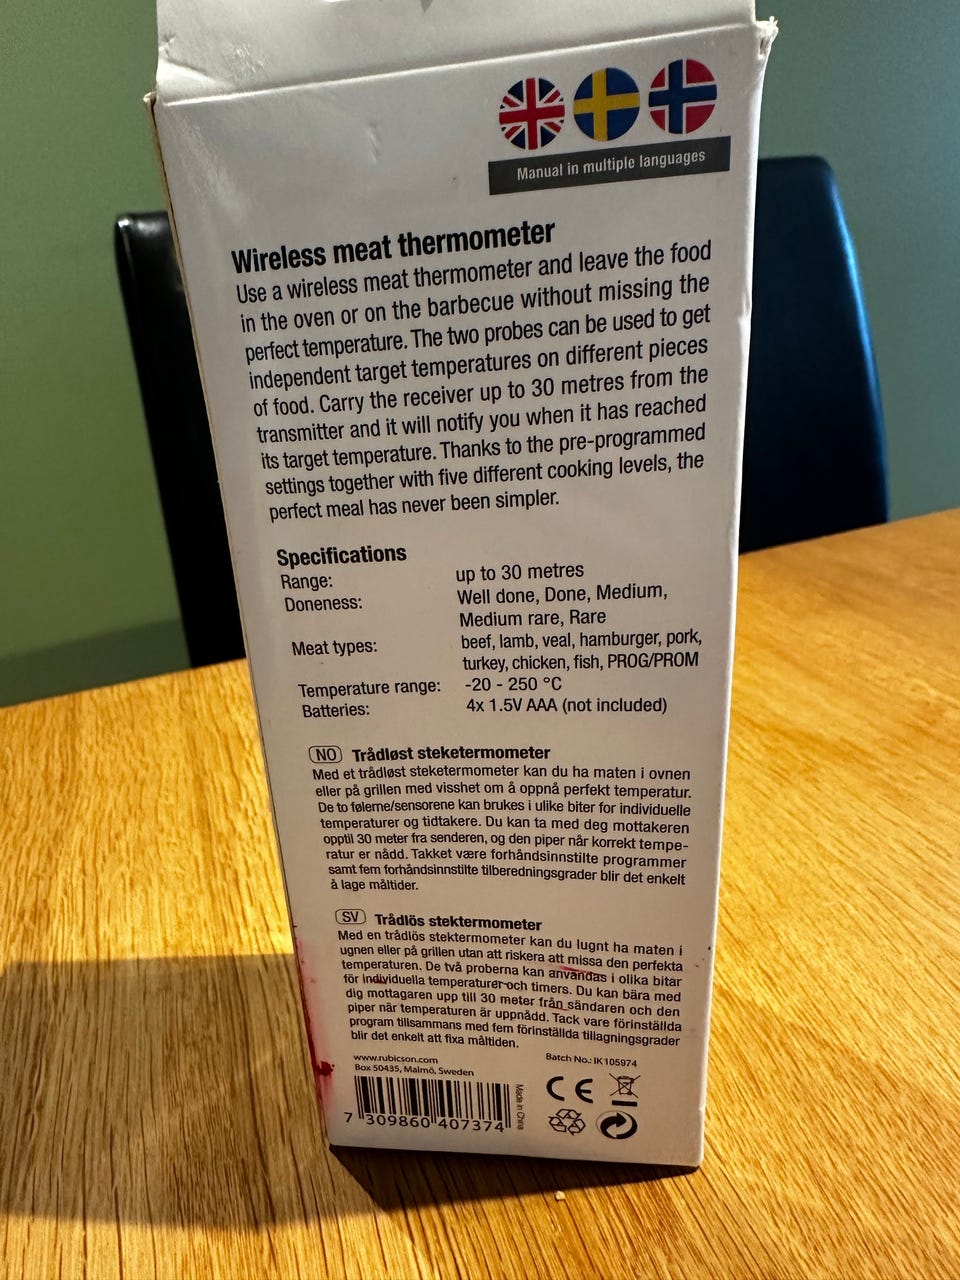 Manual in multiple languages
Wireless meat thermometer
Use a wireless meat thermometer and leave the food
in the oven or on the barbecue without missing the
perfect temperature. The two probes can be used to get
independent target temperatures on different pieces
of food. Carry the receiver up to 30 metres from the
transmitter and it will notify you when it has reached
its target temperature. Thanks to the pre-programmed
settings together with five different cooking levels, the
perfect meal has never been simpler.
Specifications
Range: up to 30 metres
Doneness: Well done, Done, Medium,
Medium rare, Rare
Meat types: beef, lamb, veal, hamburger, pork,
turkey, chicken, fish, PROG/PROM
Temperature range: -20 - 250 °C
Batteries: 4x 1.5V AAA (not included)
NO Trådløst steketermometer
Med et trådløst steketermometer kan du ha maten i ovnen
eller på grillen med visshet om å oppnå perfekt temperatur.
De to følerne/sensorene kan brukes i ulike biter for individuelle
temperaturer og tidtakere. Du kan ta med deg mottakeren
opptil 30 meter fra senderen, og den piper når korrekt tempe-
ratur er nådd. Takket være forhåndsinnstilte programmer
samt fem forhåndsinnstilte tilberedningsgrader blir det enkelt
å lage måltider.
SV Trådlös stektermometer
Med en trådlös stektermometer kan du lugnt ha maten i
ugnen eller på grillen utan att riskera att missa den perfekta
temperaturen. De två proberna kan användas i olika bitar
för individuella temperaturer och timers. Du kan bära med
dig mottagaren upp till 30 meter från sändaren och den
piper när temperaturen är uppnådd. Tack vare förinställda
program tillsammans med fem förinställda tillagningsgrader
blir det enkelt att fixa måltiden.
www.rubicson.com
Box 50435, Malmö, Sweden
Batch No.: IK105974
Made in China
CE
7 309860 407374